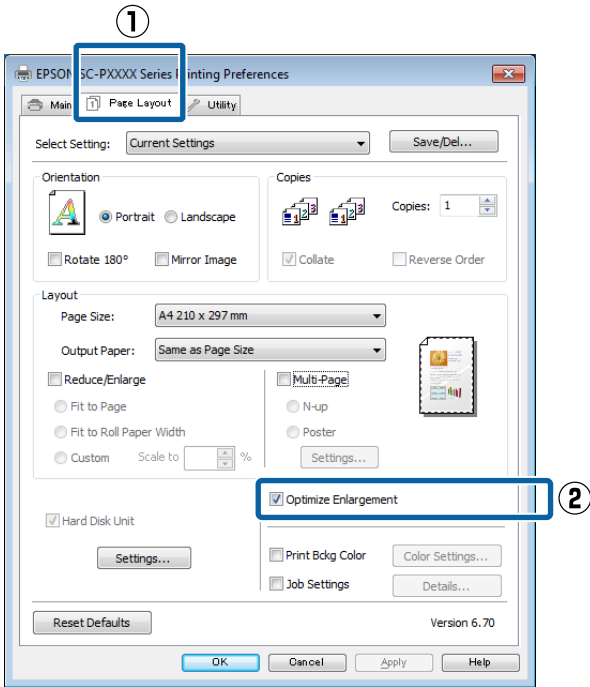 ①
EPSON SC-PXXXX Series Printing Preferences
Main Page Layout Utility
Select Setting: Current Settings Save/Del...
Orientation
Portrait Landscape
Rotate 180° Mirror Image
Copies
Copies: 1
Collate Reverse Order
Layout
Page Size: A4 210 x 297 mm
Output Paper: Same as Page Size
Reduce/Enlarge
Fit to Page
Fit to Roll Paper Width
Custom Scale to %
Multi-Page
N-up
Poster
Settings...
Optimize Enlargement
②
Hard Disk Unit
Settings...
Print Bckg Color Color Settings...
Job Settings Details...
Reset Defaults Version 6.70
OK Cancel Apply Help